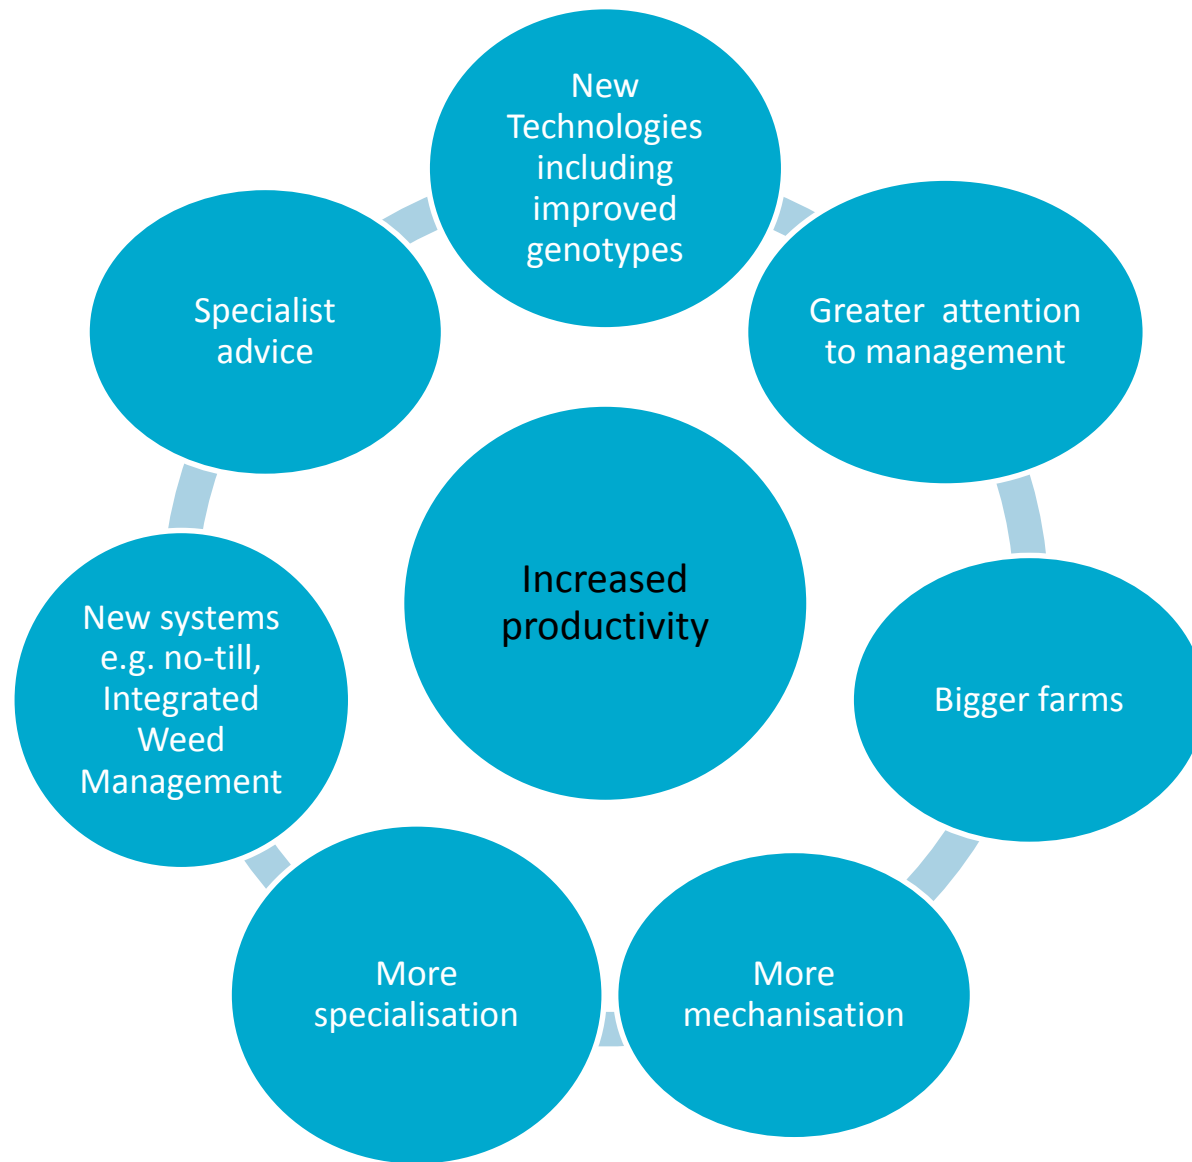 New
Technologies
including
improved
genotypes
Greater  attention
to management
Bigger farms
More
mechanisation
More
specialisation
New systems
e.g. no-till,
Integrated
Weed
Management
Specialist
advice
Increased
productivity